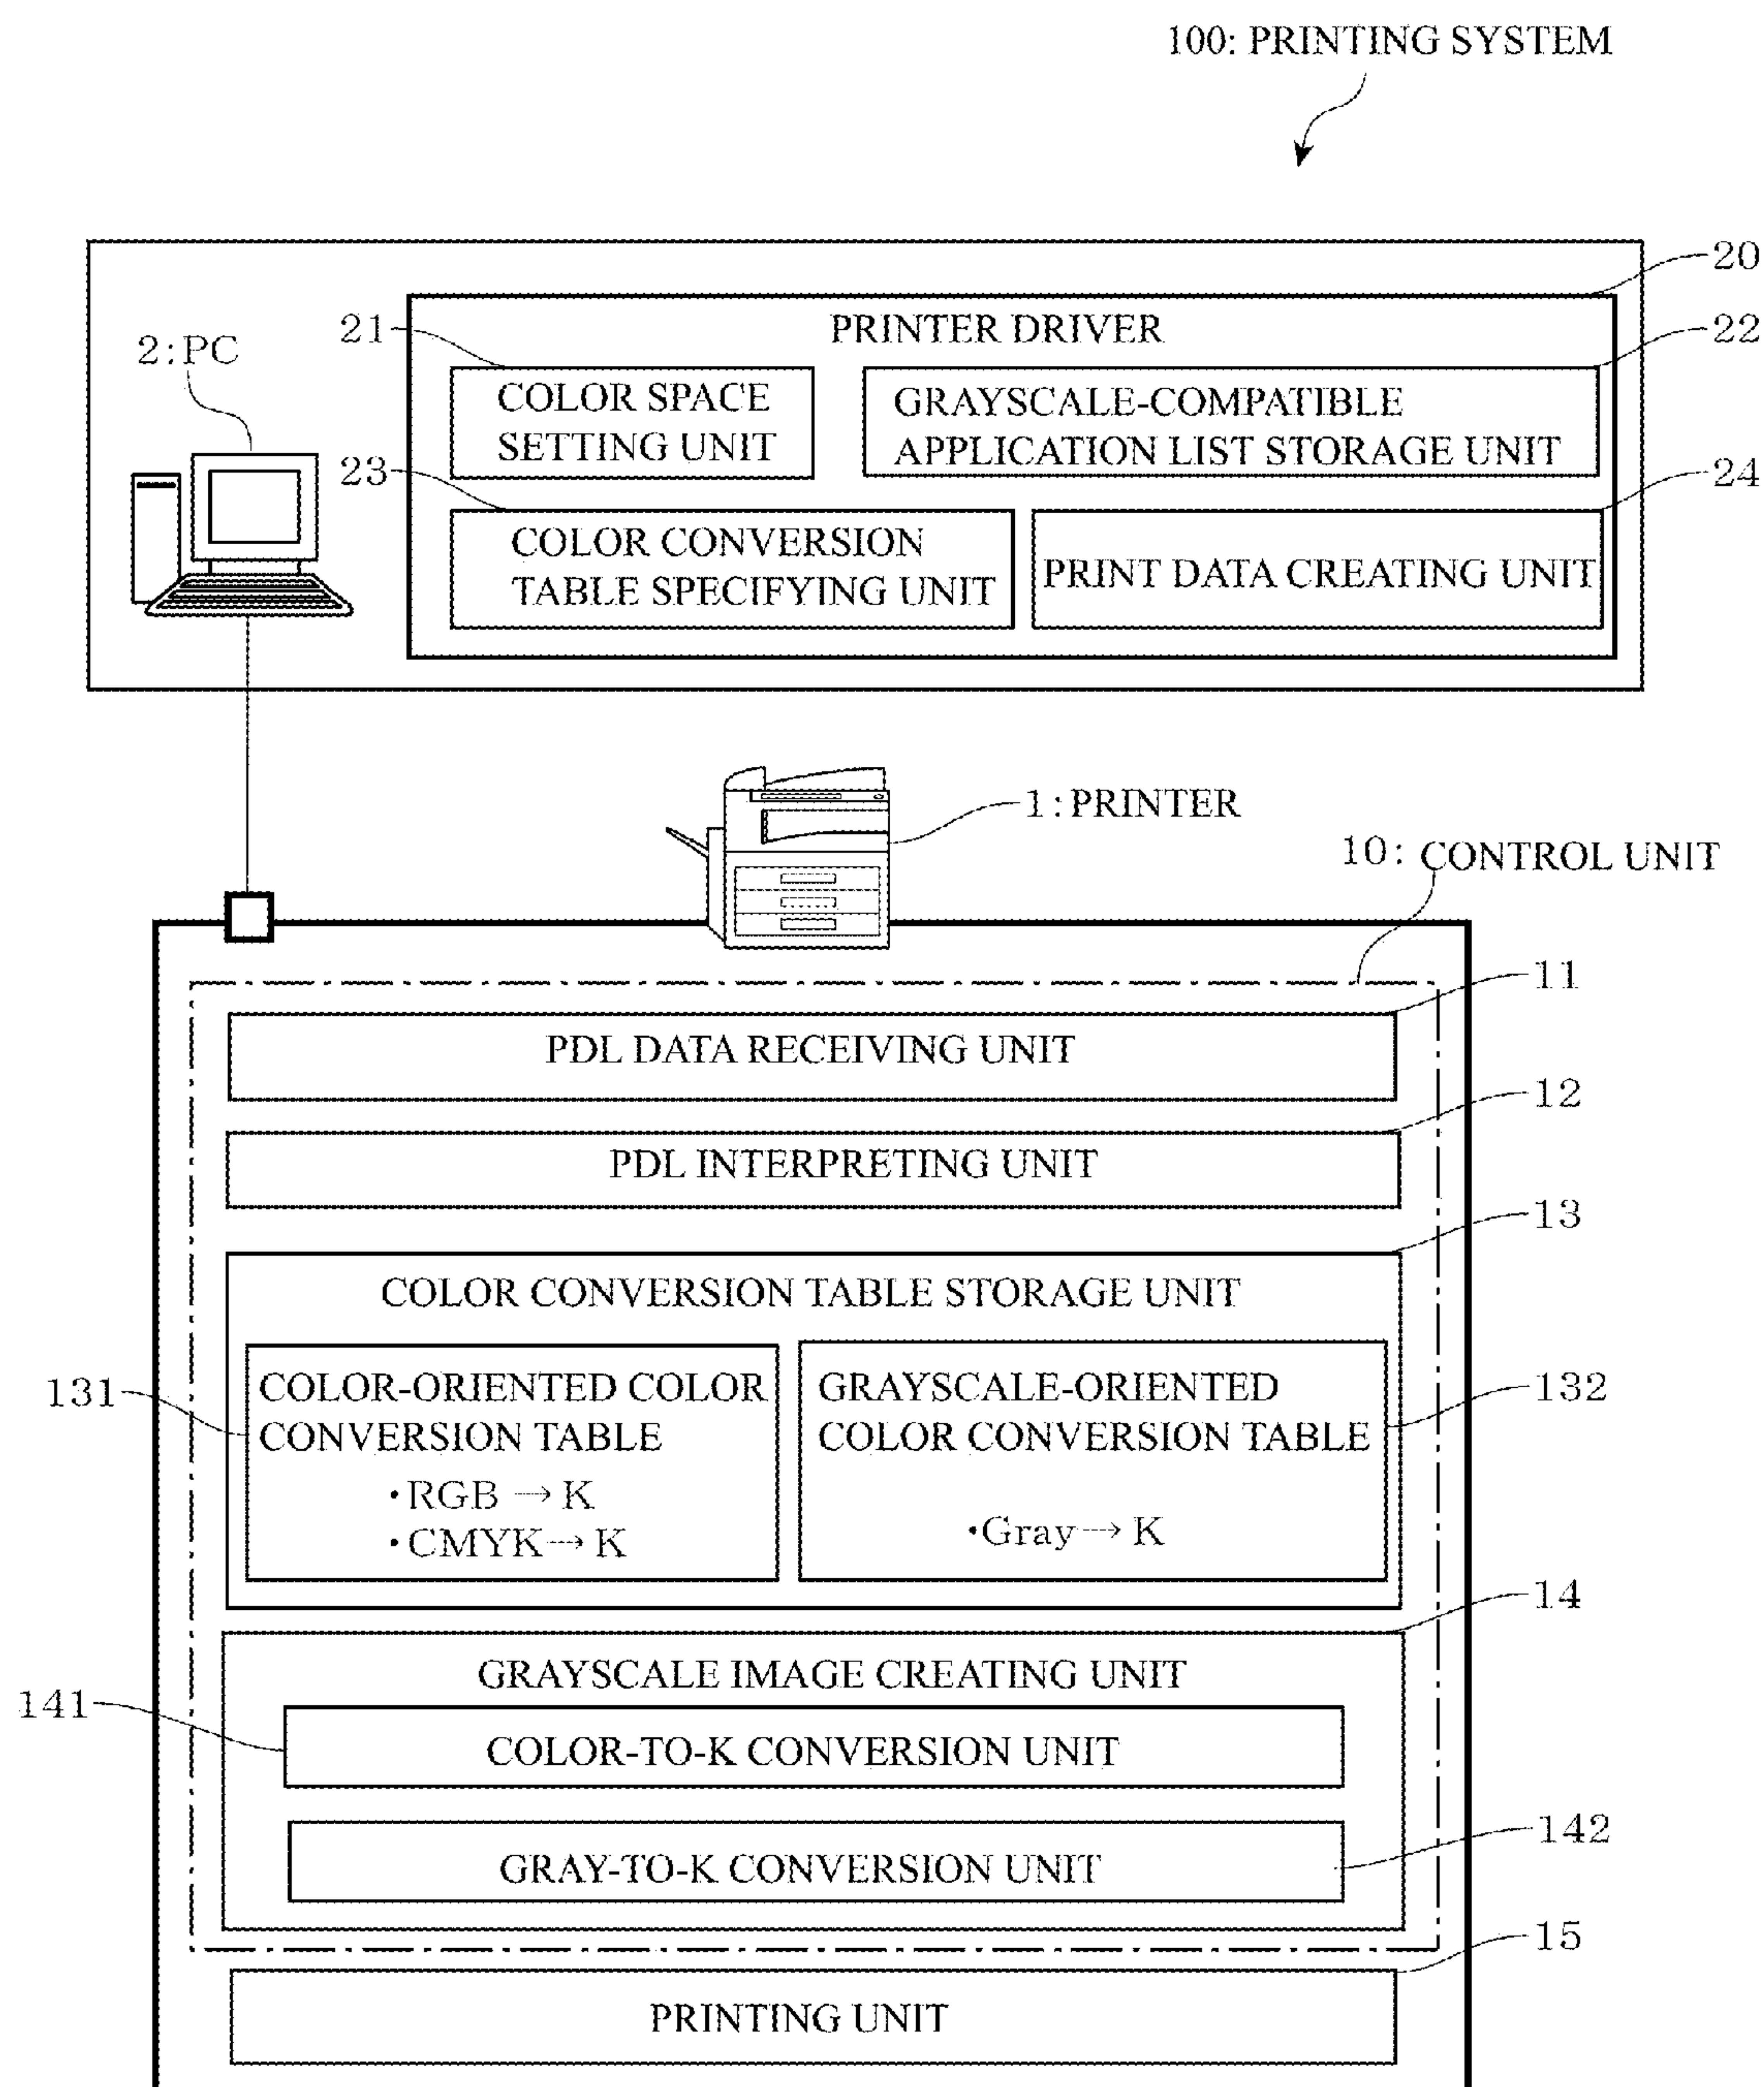 100: PRINTING SYSTEM
20
PRINTER DRIVER
21
22
2:PC
COLOR SPACE
SETTING UNIT
GRAYSCALE-COMPATIBLE
APPLICATION LIST STORAGE UNIT
23
24
COLOR CONVERSION
TABLE SPECIFYING UNIT
PRINT DATA CREATING UNIT
1:PRINTER
10: CONTROL UNIT
11
PDL DATA RECEIVING UNIT
12
PDL INTERPRETING UNIT
13
COLOR CONVERSION TABLE STORAGE UNIT
131
COLOR-ORIENTED COLOR
CONVERSION TABLE
•RGB → K
•CMYK→ K
GRAYSCALE-ORIENTED
COLOR CONVERSION TABLE
•Gray→ K
132
14
GRAYSCALE IMAGE CREATING UNIT
141
COLOR-TO-K CONVERSION UNIT
142
GRAY-TO-K CONVERSION UNIT
15
PRINTING UNIT